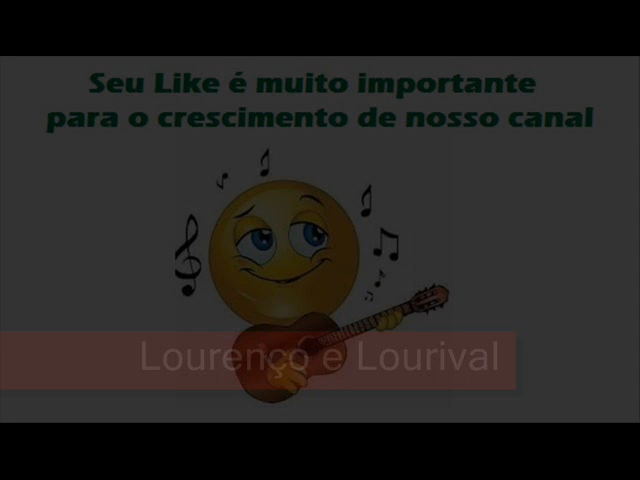 Seu Like é muito importante
para o crescimento de nosso canal
Lourenço e Lourival